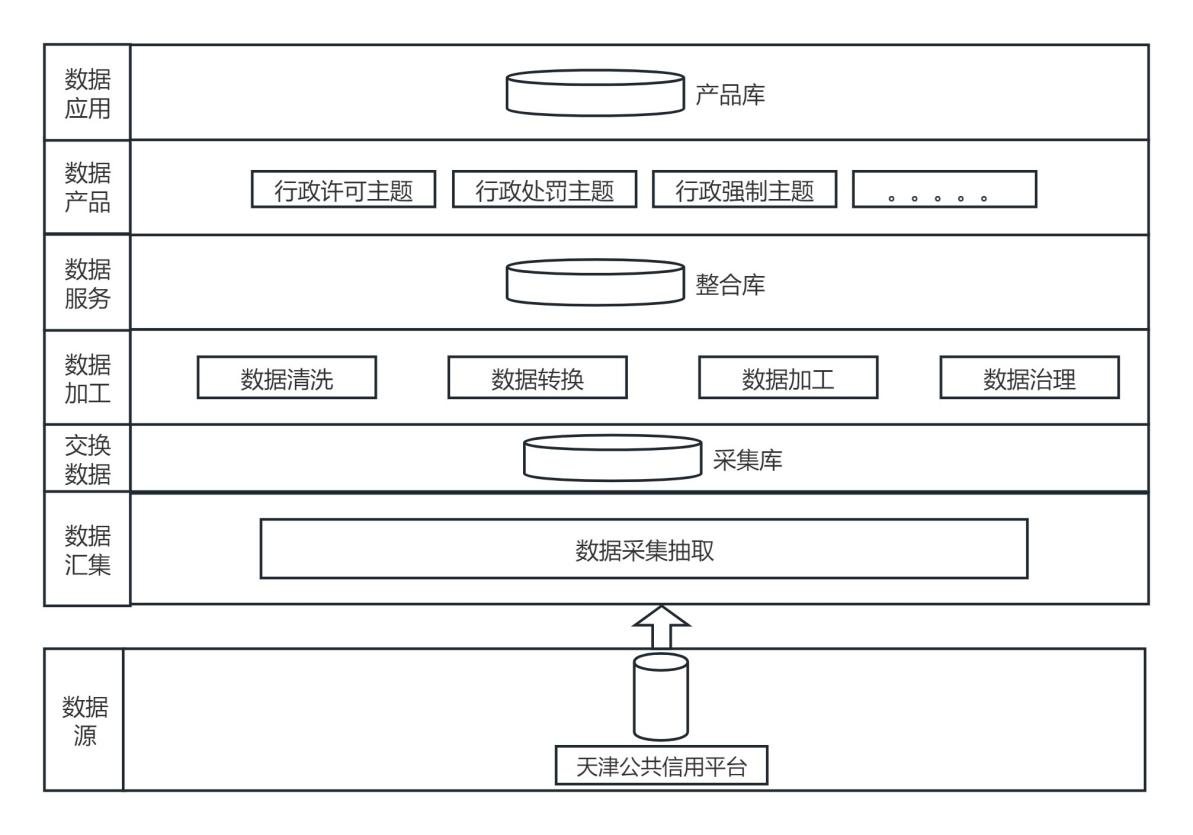 数据
应用
产品库
数据
产品
行政许可主题
行政处罚主题
行政强制主题
。。。。。
数据
服务
整合库
数据
加工
数据清洗
数据转换
数据加工
数据治理
交换
数据
采集库
数据
汇集
数据采集抽取
数据
源
天津公共信用平台